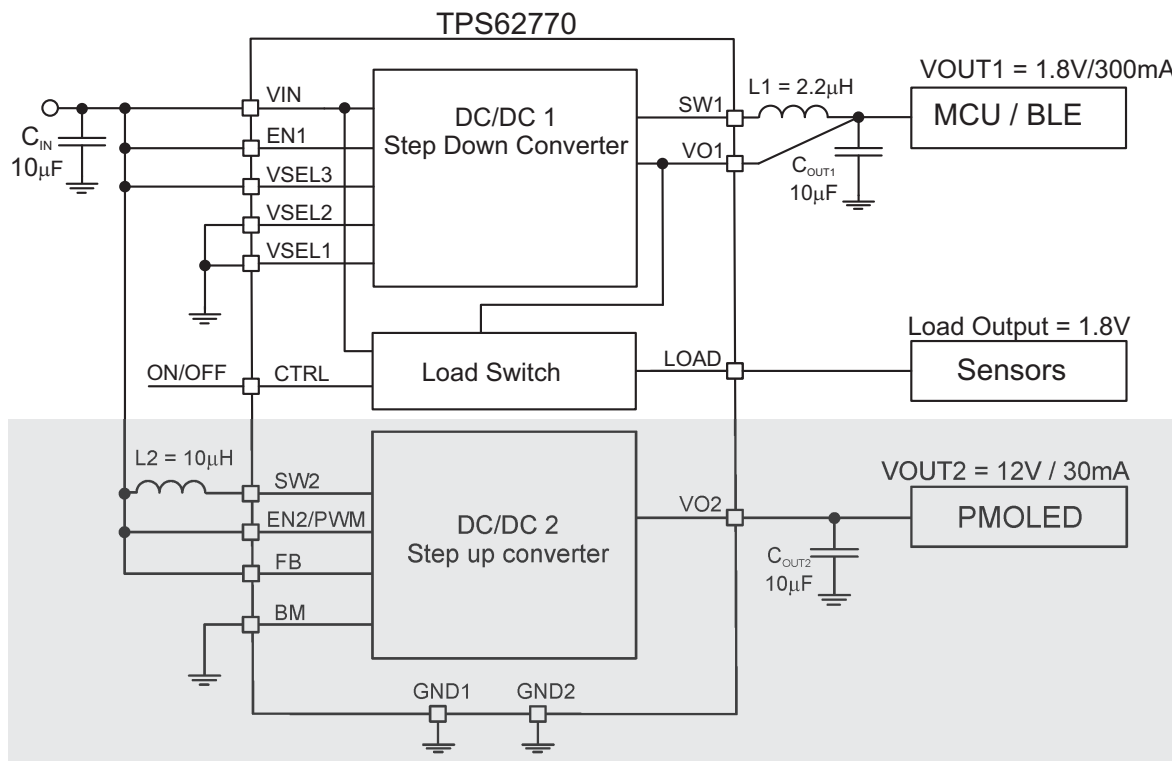 TPS62770
VIN
EN1
VSEL3
VSEL2
VSEL1
C_IN
10μF
DC/DC 1
Step Down Converter
SW1
VO1
L1 = 2.2μH
VOUT1 = 1.8V/300mA
MCU / BLE
C_OUT1
10μF
ON/OFF
CTRL
Load Switch
LOAD
Load Output = 1.8V
Sensors
L2 = 10μH
SW2
EN2/PWM
FB
BM
DC/DC 2
Step up converter
VO2
VOUT2 = 12V / 30mA
PMOLED
C_OUT2
10μF
GND1
GND2